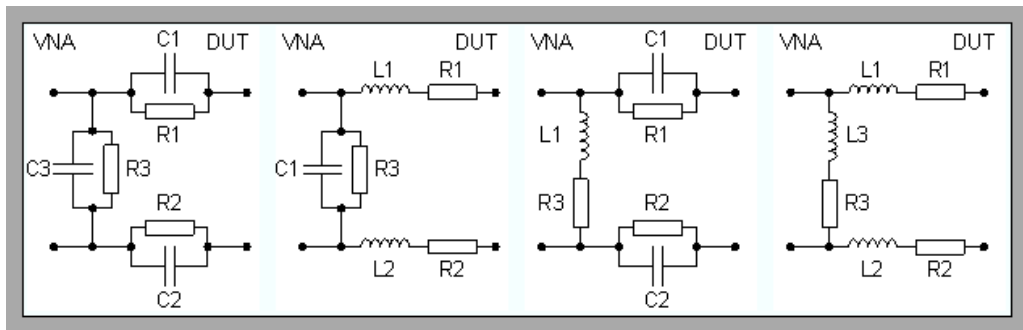 VNA C1 DUT
R1
C3 R3
R2
C2
VNA DUT
L1 R1
C1 R3
L2 R2
VNA C1 DUT
L1 R1
R3 R2
C2
VNA DUT
L1 R1
L3
R3
L2 R2